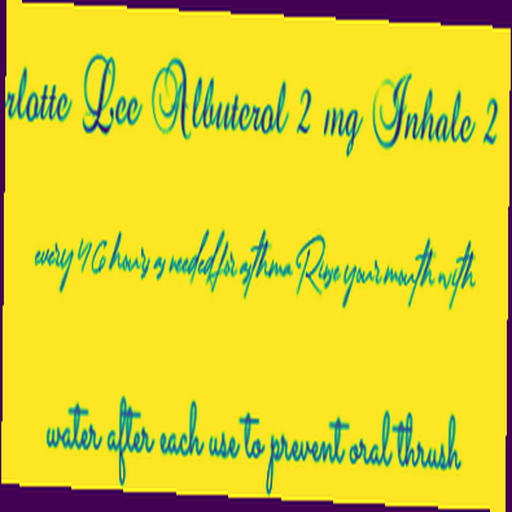 rlotte Lee Albuterol 2 mg Inhale 2
every 4 6 hours as needed for asthma Rinse your mouth with
water after each use to prevent oral thrush